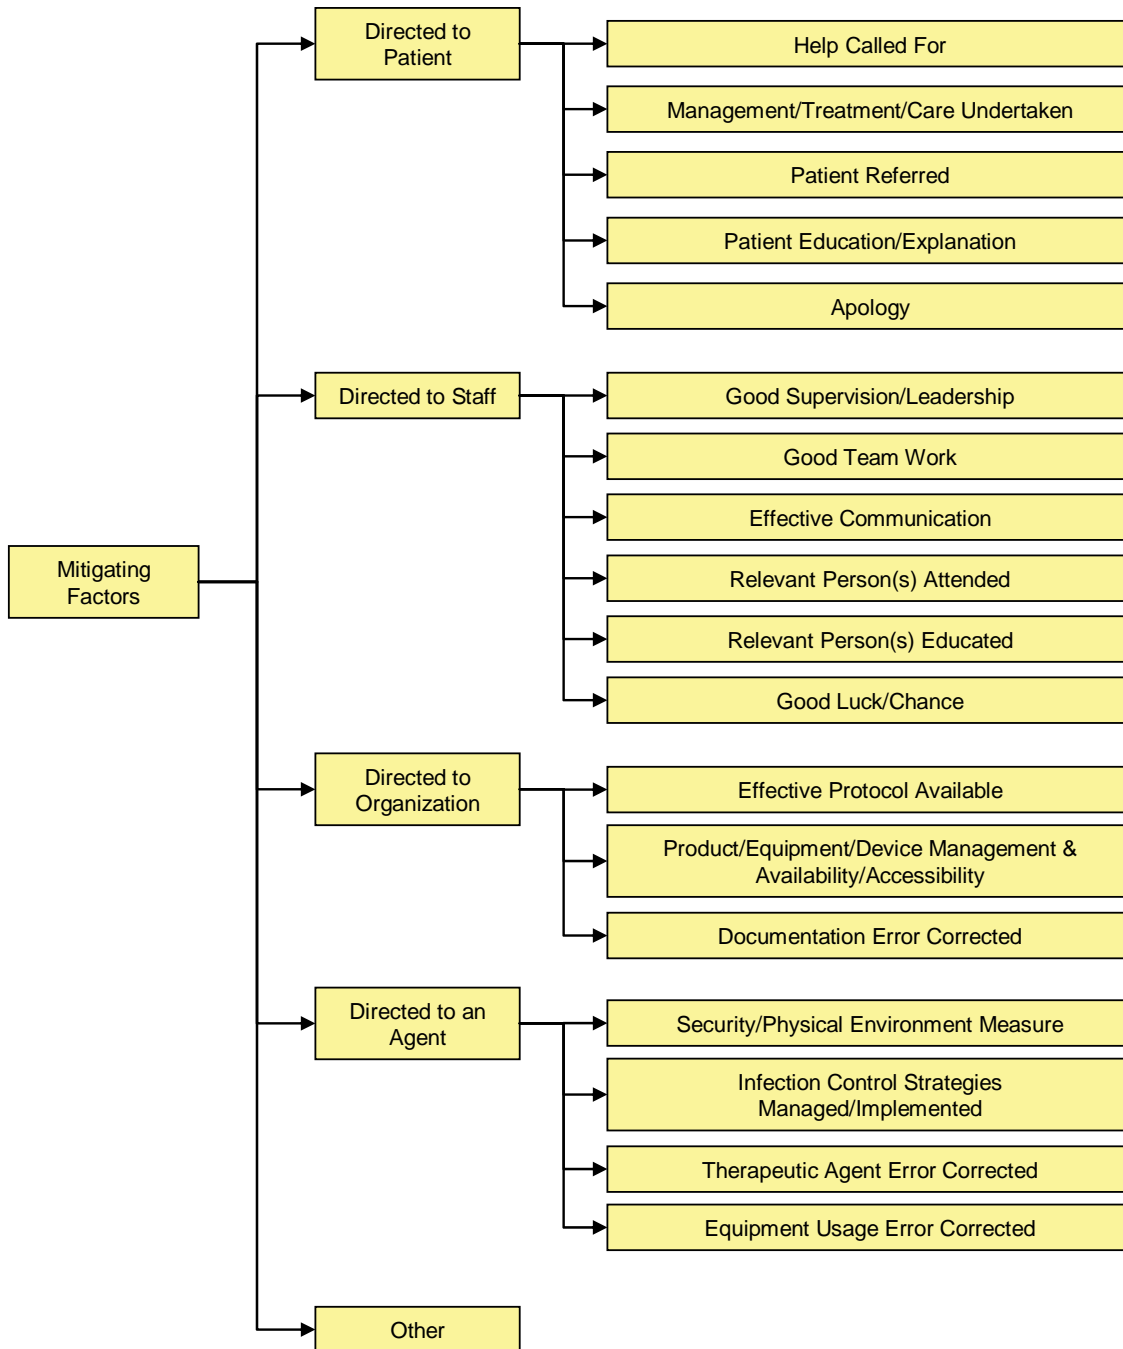 Directed to
Patient
Help Called For
Management/Treatment/Care Undertaken
Patient Referred
Patient Education/Explanation
Apology
Directed to Staff
Good Supervision/Leadership
Good Team Work
Effective Communication
Relevant Person(s) Attended
Relevant Person(s) Educated
Good Luck/Chance
Mitigating
Factors
Directed to
Organization
Effective Protocol Available
Product/Equipment/Device Management &
Availability/Accessibility
Documentation Error Corrected
Directed to an
Agent
Security/Physical Environment Measure
Infection Control Strategies
Managed/Implemented
Therapeutic Agent Error Corrected
Equipment Usage Error Corrected
Other